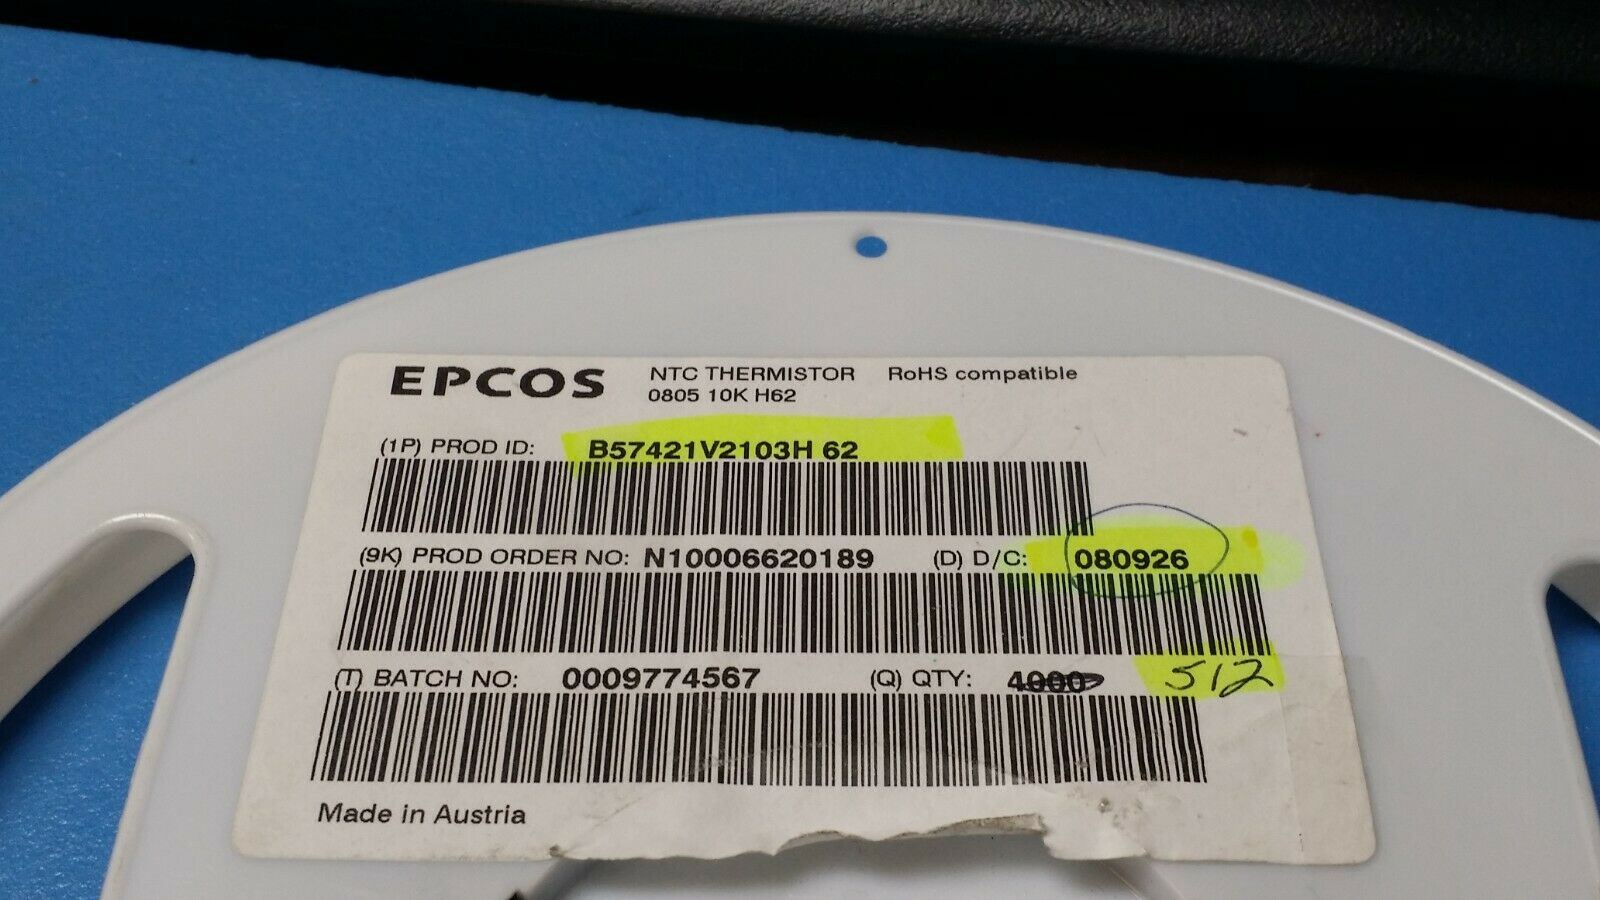 EPCOS NTC THERMISTOR RoHS compatible
0805 10K H62
(1P) PROD ID: B57421V2103H 62
(9K) PROD ORDER NO: N10006620189 (D) D/C: 080926
(T) BATCH NO: 0009774567 (Q) QTY: 4000 512
Made in Austria